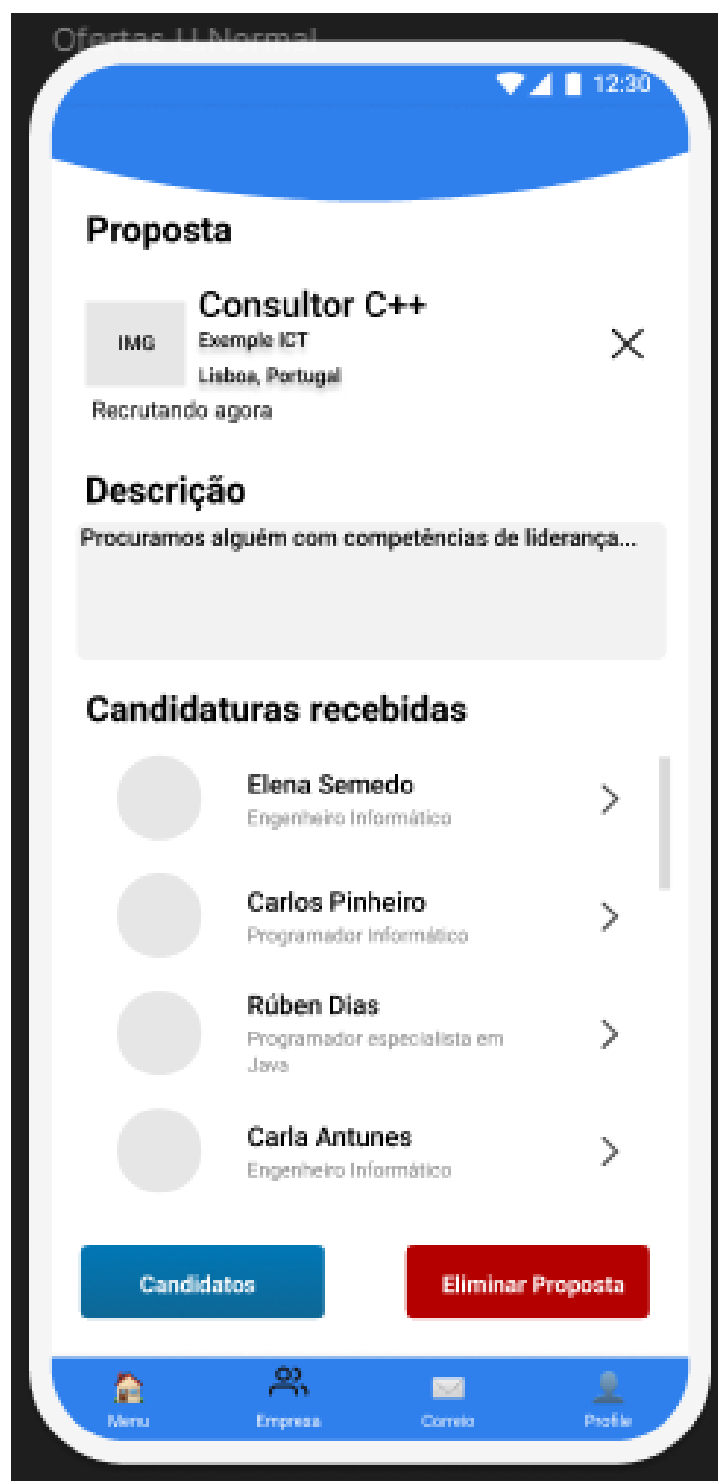 Ofertas U.Normal
12:30
Proposta
IMG
Consultor C++
Exemple ICT
Lisboa, Portugal
Recrutando agora
Descrição
Procuramos alguém com competências de liderança...
Candidaturas recebidas
Elena Semedo
Engenheiro Informático
Carlos Pinheiro
Programador Informático
Rúben Dias
Programador especialista em
Java
Carla Antunes
Engenheiro Informático
Candidatos
Eliminar Proposta
Menu
Empresa
Correio
Profile